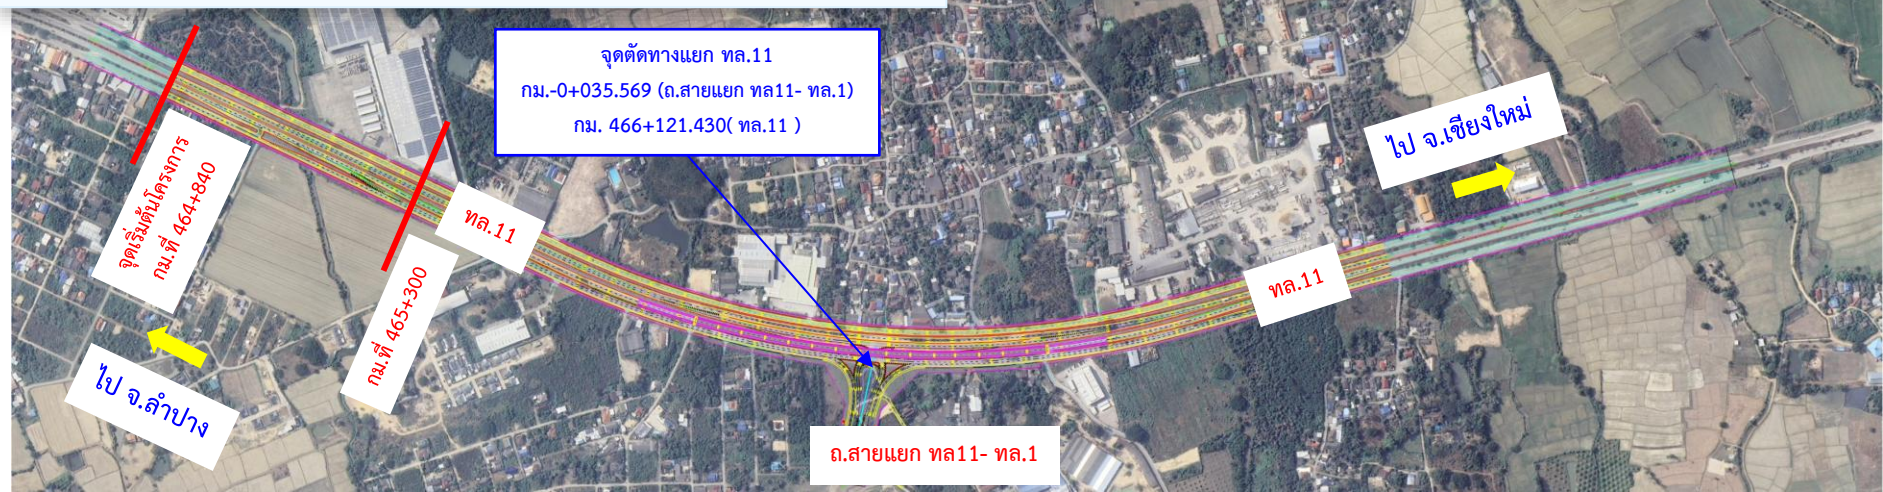 จุดตัดทางแยก ทล.11
กม.-0+035.569 (ถ.สายแยก ทล11- ทล.1)
กม. 466+121.430( ทล.11 )
ไป จ.เชียงใหม่
จุดเริ่มต้นโครงการ
กม.ที่ 464+840
ทล.11
กม.ที่ 465+300
ทล.11
ไป จ.ลำปาง
ถ.สายแยก ทล11- ทล.1